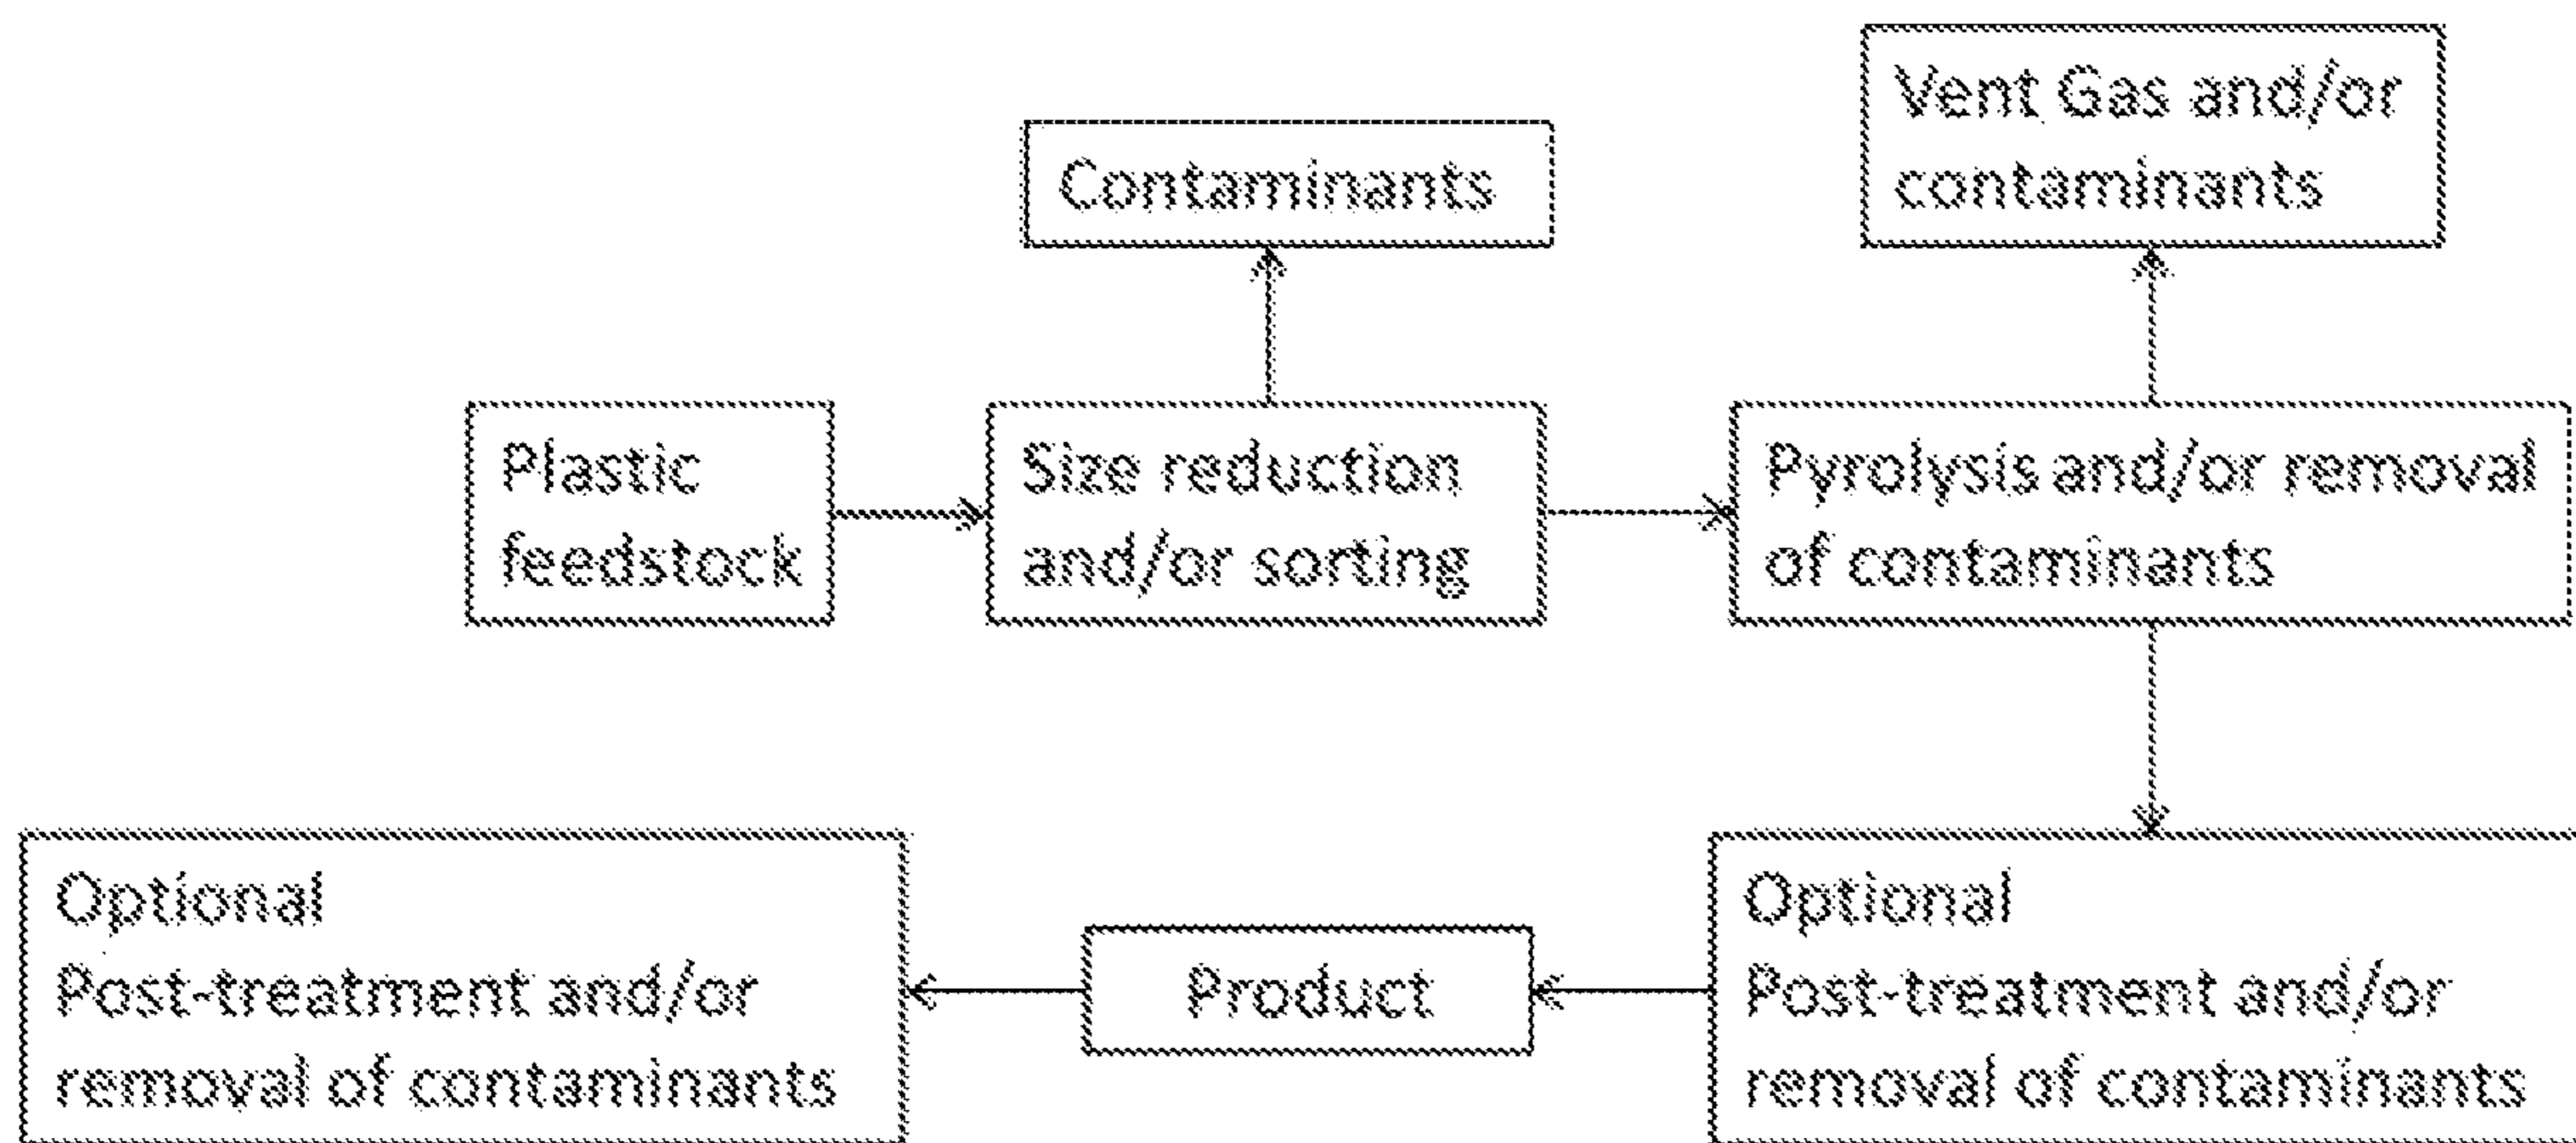 Vent Gas and/or
contaminants
Contaminants
Plastic
feedstock
Size reduction
and/or sorting
Pyrolysis and/or removal
of contaminants
Optional
Post-treatment and/or
removal of contaminants
Product
Optional
Post-treatment and/or
removal of contaminants